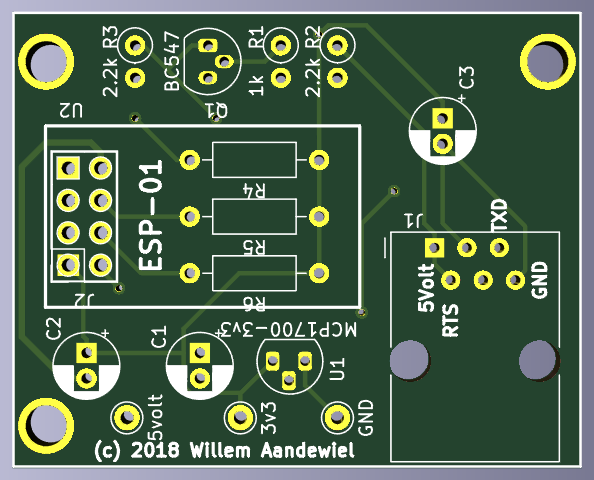 R3
2.2k
BC547
Q1
R1
1k
R2
2.2k
C3
+
U2
ESP-01
R4
R5
R6
J2
J1
TXD
5Volt
RTS
GND
MCP1700-3v3
C2
+
C1
+
U1
5volt
3v3
GND
(c) 2018 Willem Aandewiel